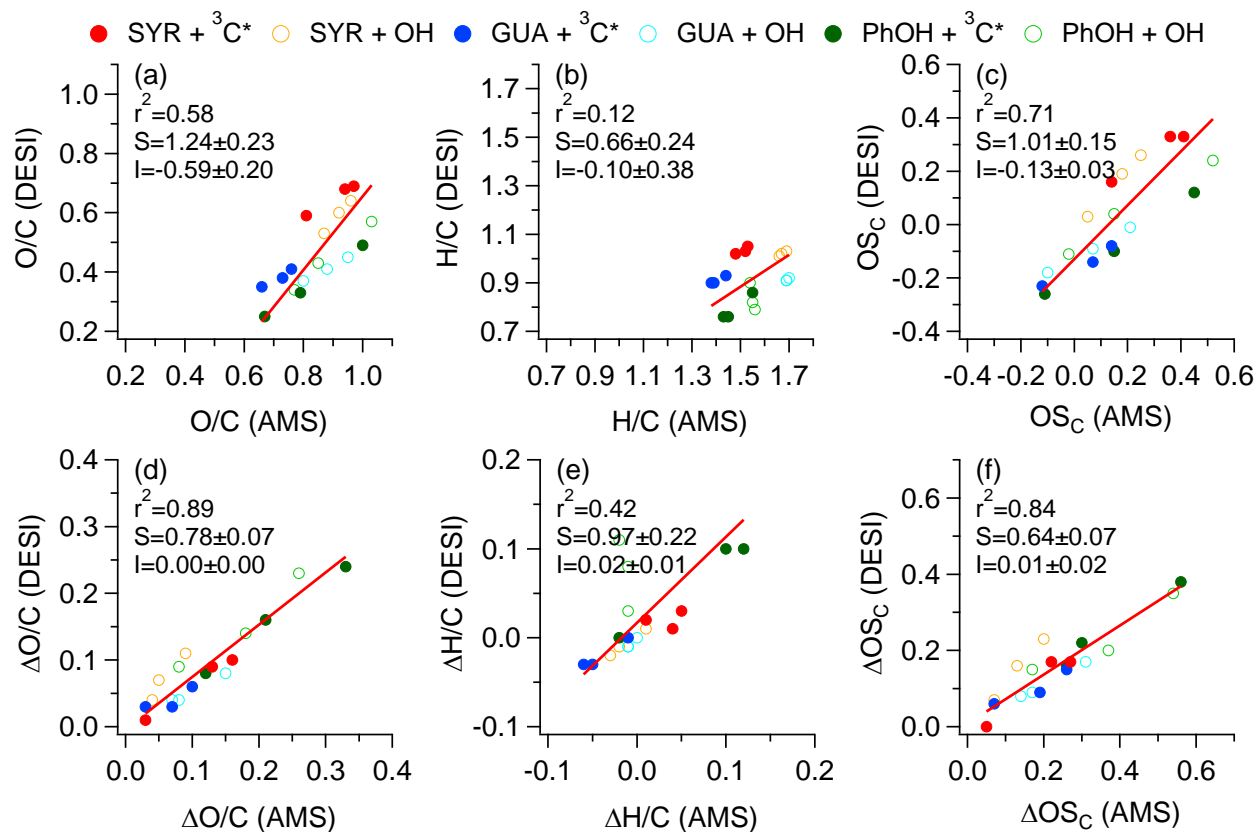 SYR + ³C* SYR + OH GUA + ³C* GUA + OH PhOH + ³C* PhOH + OH
(a)
r²=0.58
S=1.24±0.23
I=-0.59±0.20
1.0
0.8
0.6
0.4
0.2
O/C (DESI)
0.2 0.4 0.6 0.8 1.0
O/C (AMS)
(b)
r²=0.12
S=0.66±0.24
I=-0.10±0.38
1.7
1.5
1.3
1.1
0.9
0.7
H/C (DESI)
0.7 0.9 1.1 1.3 1.5 1.7
H/C (AMS)
(c)
r²=0.71
S=1.01±0.15
I=-0.13±0.03
0.6
0.4
0.2
0.0
-0.2
-0.4
OS_C (DESI)
-0.4 -0.2 0.0 0.2 0.4 0.6
OS_C (AMS)
(d)
r²=0.89
S=0.78±0.07
I=0.00±0.00
0.4
0.3
0.2
0.1
0.0
ΔO/C (DESI)
0.0 0.1 0.2 0.3 0.4
ΔO/C (AMS)
(e)
r²=0.42
S=0.97±0.22
I=0.02±0.01
0.2
0.1
0.0
-0.1
ΔH/C (DESI)
-0.1 0.0 0.1 0.2
ΔH/C (AMS)
(f)
r²=0.84
S=0.64±0.07
I=0.01±0.02
0.6
0.4
0.2
0.0
ΔOS_C (DESI)
0.0 0.2 0.4 0.6
ΔOS_C (AMS)